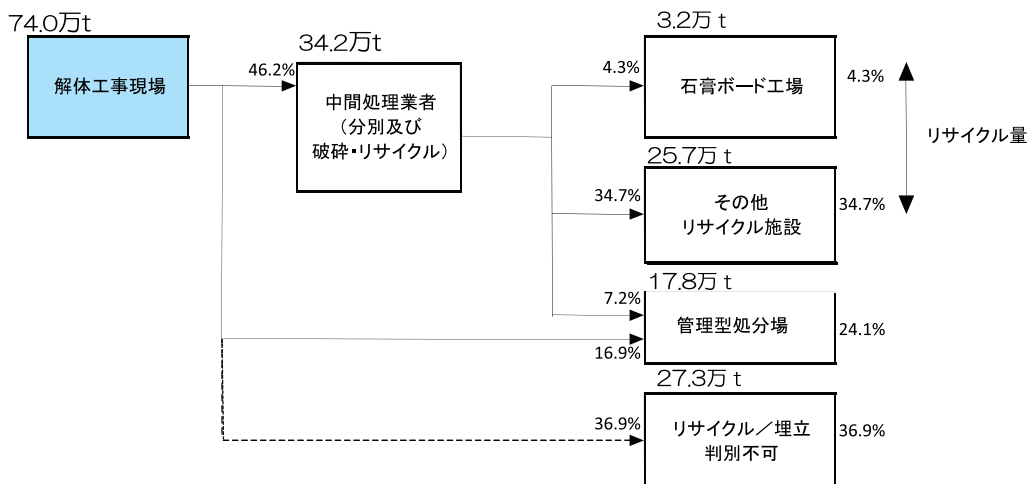 74.0万t
解体工事現場
46.2%
34.2万t
中間処理業者
（分別及び
破砕・リサイクル）
3.2万 t
4.3%
石膏ボード工場
4.3%
リサイクル量
25.7万 t
34.7%
その他
リサイクル施設
34.7%
17.8万 t
7.2%
管理型処分場
24.1%
16.9%
27.3万 t
36.9%
リサイクル／埋立
判別不可
36.9%